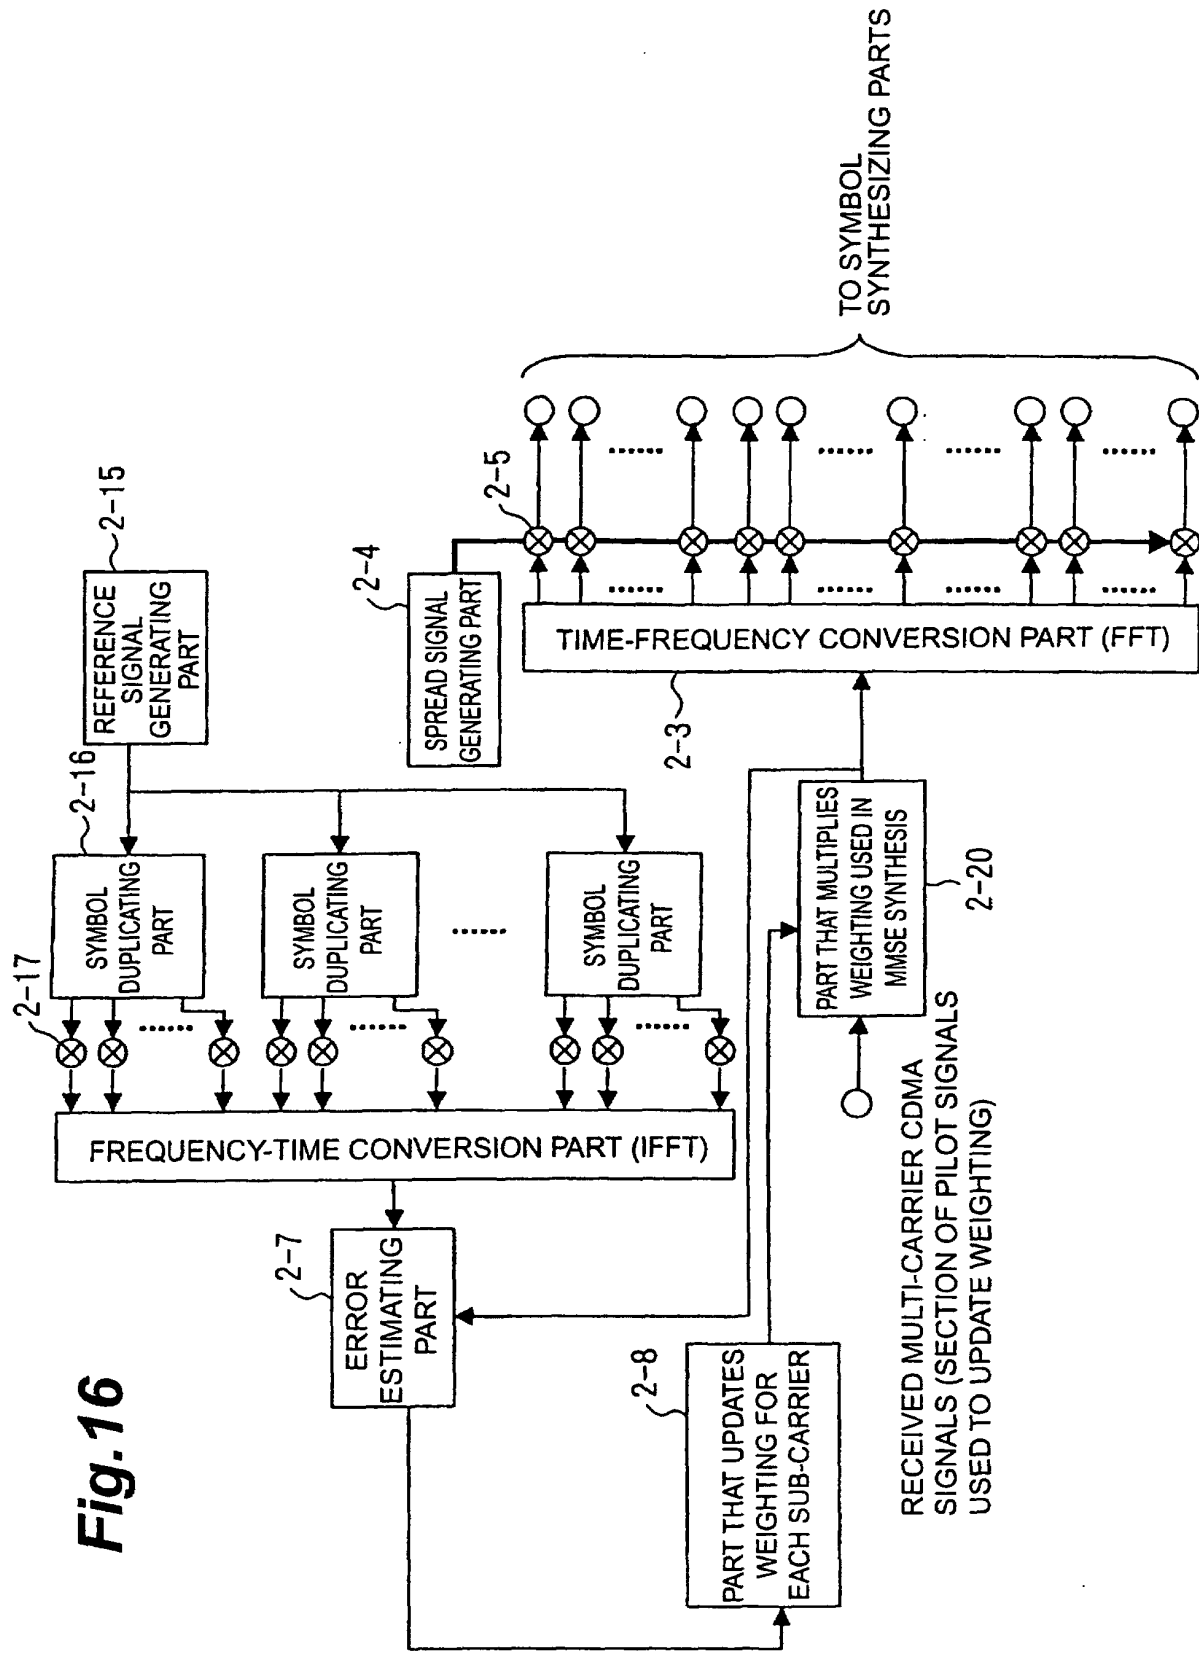 Fig.16
REFERENCE
SIGNAL
GENERATING
PART
2-15
SYMBOL
DUPLICATING
PART
2-16
SYMBOL
DUPLICATING
PART
......
SYMBOL
DUPLICATING
PART
2-17
......
......
......
FREQUENCY-TIME CONVERSION PART (IFFT)
ERROR
ESTIMATING
PART
2-7
PART THAT UPDATES
WEIGHTING FOR
EACH SUB-CARRIER
2-8
RECEIVED MULTI-CARRIER CDMA
SIGNALS (SECTION OF PILOT SIGNALS
USED TO UPDATE WEIGHTING)
PART THAT MULTIPLIES
WEIGHTING USED IN
MMSE SYNTHESIS
2-20
SPREAD SIGNAL
GENERATING PART
2-4
TIME-FREQUENCY CONVERSION PART (FFT)
2-3
2-5
......
......
......
......
......
......
......
......
TO SYMBOL
SYNTHESIZING PARTS